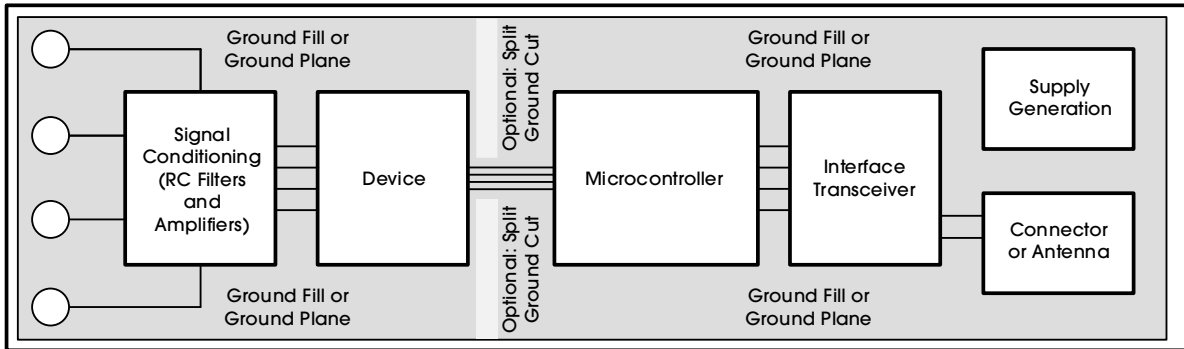 Ground Fill or
Ground Plane
Optional: Split
Ground Cut
Ground Fill or
Ground Plane
Signal
Conditioning
(RC Filters
and
Amplifiers)
Device
Microcontroller
Interface
Transceiver
Supply
Generation
Connector
or Antenna
Ground Fill or
Ground Plane
Optional: Split
Ground Cut
Ground Fill or
Ground Plane